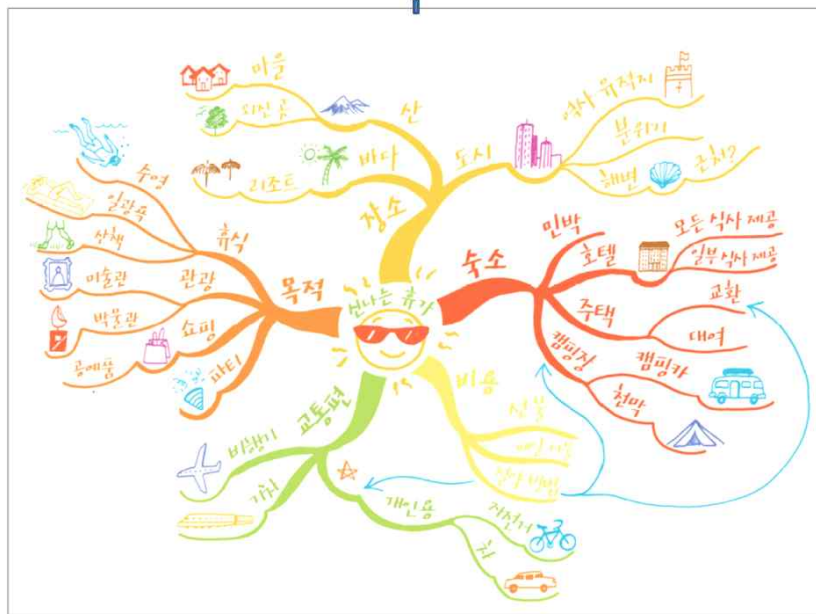 신나는 휴가
장소
산
마을
외진 곰
바다
리조트
도시
역사 유적지
분위기
해변
근처?
숙소
민박
호텔
모든 식사 제공
일부 식사 제공
주택
교환
대여
캠핑장
캠핑카
천막
비용
선물
절약 방법
교통편
비행기
기차
개인용
자전거
차
목적
휴식
수영
일광욕
산책
관광
미술관
박물관
쇼핑
공예품
파티